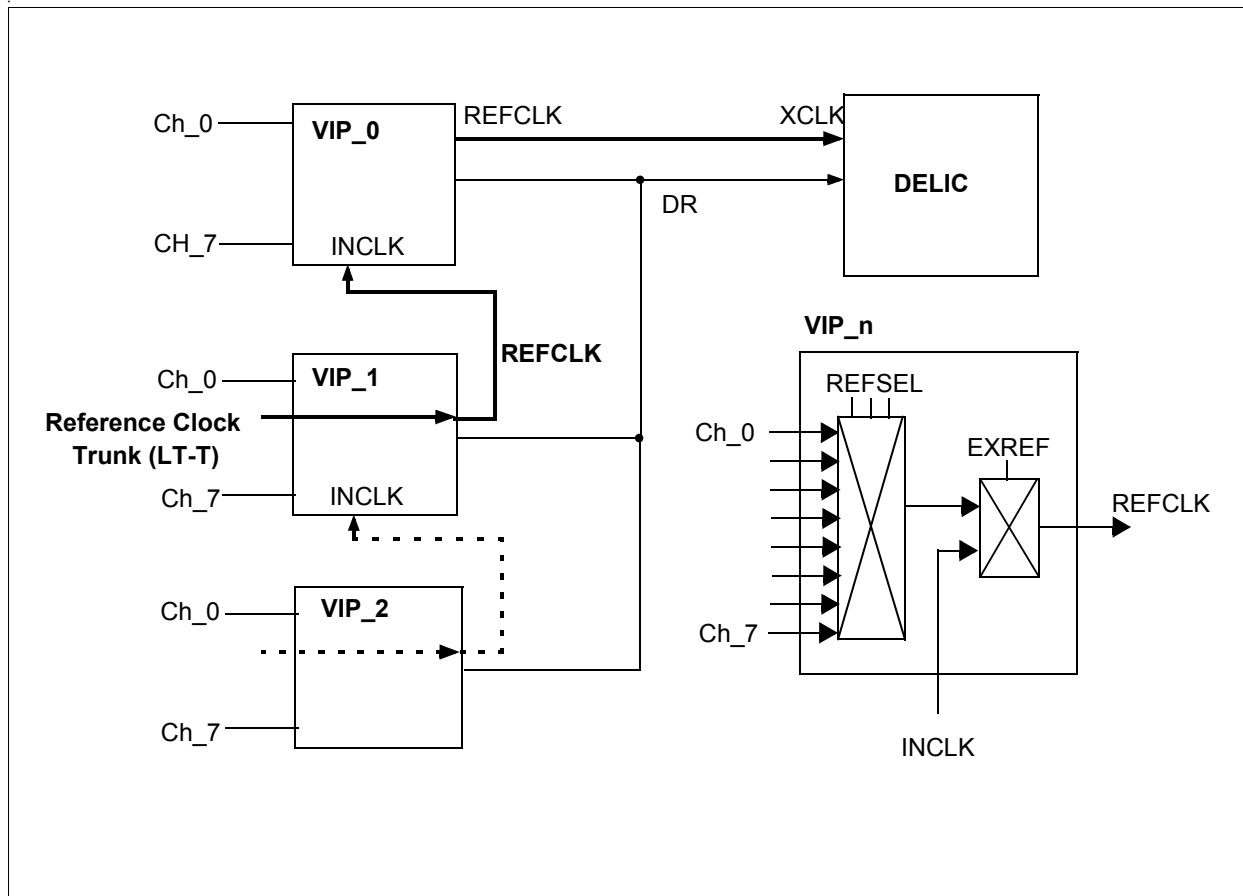 REFCLK
XCLK
Ch_0
VIP_0
DELIC
DR
CH_7
INCLK
REFCLK
Ch_0
VIP_1
Reference Clock
Trunk (LT-T)
Ch_7
INCLK
Ch_0
VIP_2
Ch_7
VIP_n
REFSEL
Ch_0
EXREF
REFCLK
Ch_7
INCLK